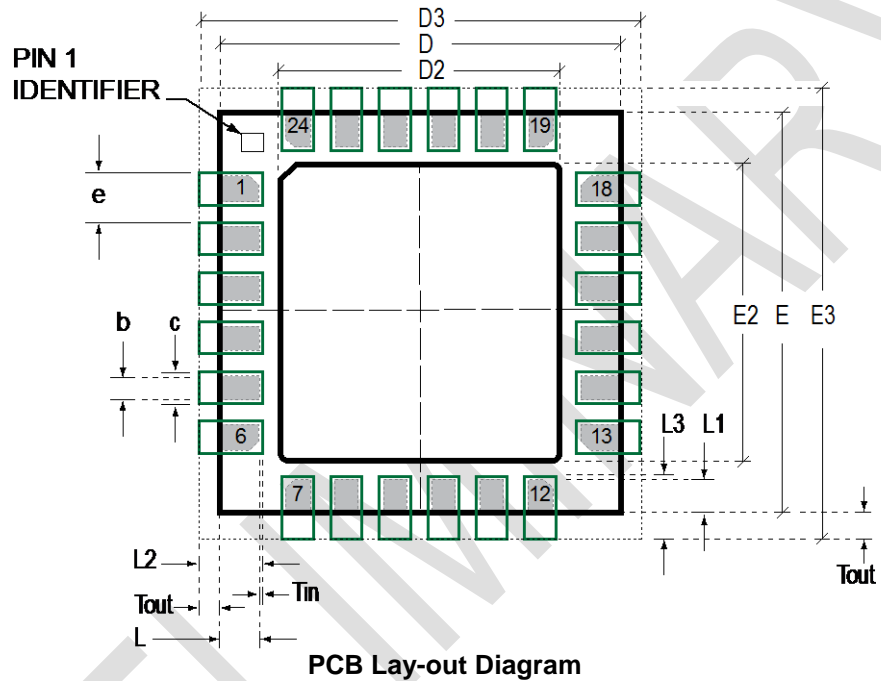 D3
D
D2
PIN 1
IDENTIFIER
24
19
1
18
e
E2
E
E3
b
c
6
13
L3
L1
7
12
L2
Tin
Tout
Tout
L
PCB Lay-out Diagram